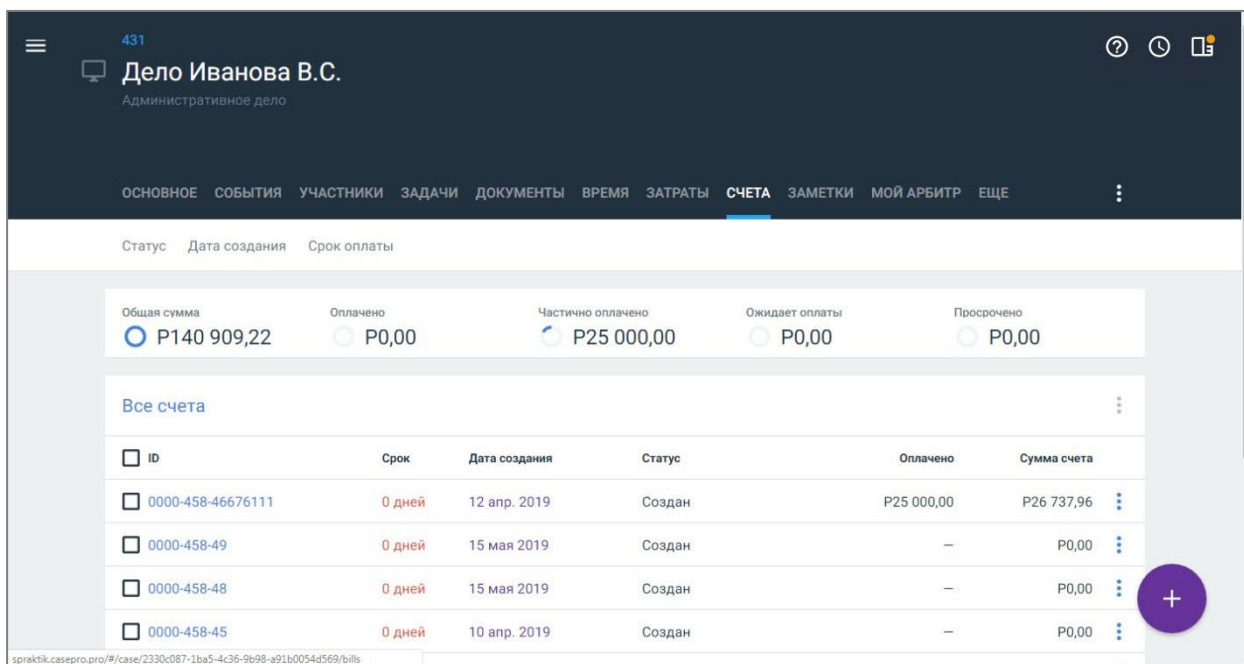 431
Дело Иванова В.С.
Административное дело
ОСНОВНОЕ СОБЫТИЯ УЧАСТНИКИ ЗАДАЧИ ДОКУМЕНТЫ ВРЕМЯ ЗАТРАТЫ СЧЕТА ЗАМЕТКИ МОЙ АРБИТР ЕЩЕ
Статус Дата создания Срок оплаты
Общая сумма Оплачено Частично оплачено Ожидает оплаты Просрочено
Р140 909,22 Р0,00 Р25 000,00 Р0,00 Р0,00
Все счета
ID Срок Дата создания Статус Оплачено Сумма счета
0000-458-46676111 0 дней 12 апр. 2019 Создан Р25 000,00 Р26 737,96
0000-458-49 0 дней 15 мая 2019 Создан — Р0,00
0000-458-48 0 дней 15 мая 2019 Создан — Р0,00
0000-458-45 0 дней 10 апр. 2019 Создан — Р0,00
spraktik.casepro.pro/#/case/2330c087-1ba5-4c36-9b98-a91b0054d569/bills